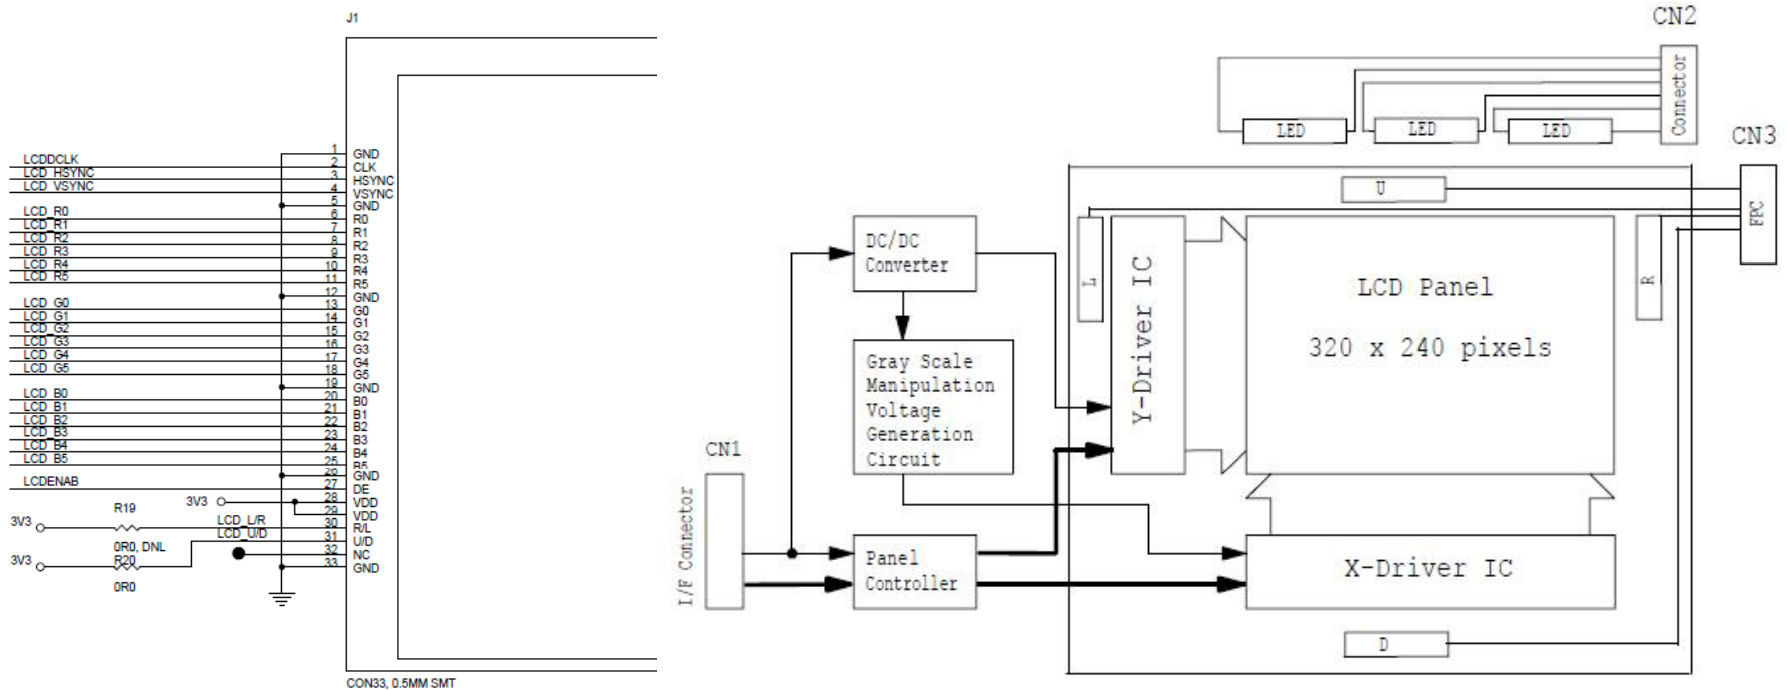 J1
1 GND
LCDDCLK 2 CLK
LCD_HSYNC 3 HSYNC
LCD_VSYNC 4 VSYNC
5 GND
LCD_R0 6 R0
LCD_R1 7 R1
LCD_R2 8 R2
LCD_R3 9 R3
LCD_R4 10 R4
LCD_R5 11 R5
12 GND
LCD_G0 13 G0
LCD_G1 14 G1
LCD_G2 15 G2
LCD_G3 16 G3
LCD_G4 17 G4
LCD_G5 18 G5
19 GND
LCD_B0 20 B0
LCD_B1 21 B1
LCD_B2 22 B2
LCD_B3 23 B3
LCD_B4 24 B4
LCD_B5 25 B5
26 GND
LCDENAB 27 DE
3V3 28 VDD
29 VDD
3V3 R19 LCD_L/R 30 R/L
LCD_U/D 31 U/D
0R0, DNL 32 NC
3V3 R20 33 GND
0R0
CON33, 0.5MM SMT
CN2
Connector
LED LED LED
CN3
FPC
U
L
R
D
DC/DC
Converter
Gray Scale
Manipulation
Voltage
Generation
Circuit
Y-Driver IC
LCD Panel
320 x 240 pixels
CN1
I/F Connector
Panel
Controller
X-Driver IC